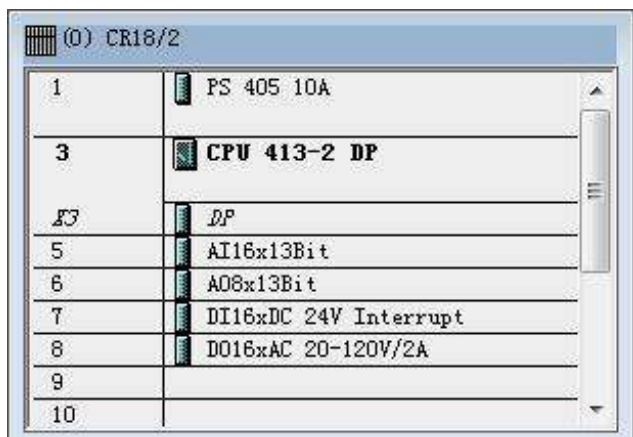 (0) CR18/2
1 PS 405 10A
3 CPU 413-2 DP
X3 DP
5 AI16x13Bit
6 AO8x13Bit
7 DI16xDC 24V Interrupt
8 DO16xAC 20-120V/2A
9
10